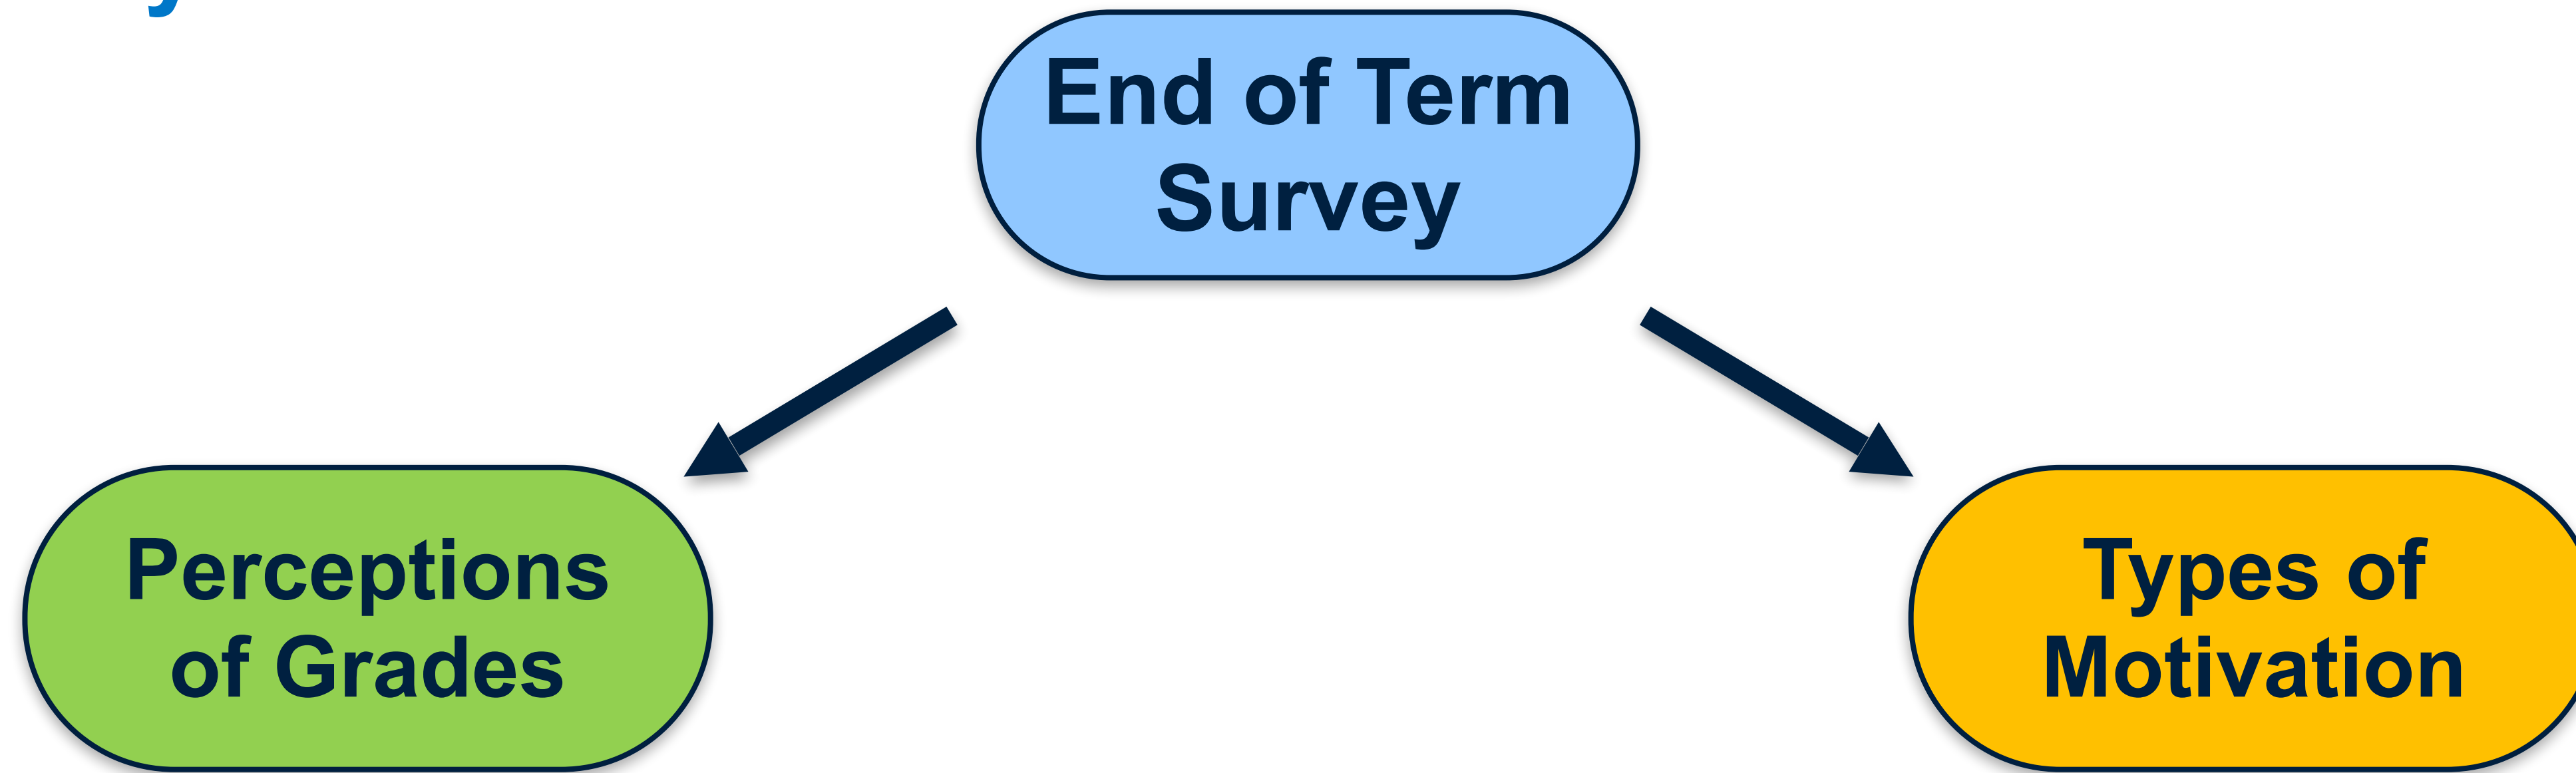 End of Term
Survey
Perceptions
of Grades
Types of
Motivation